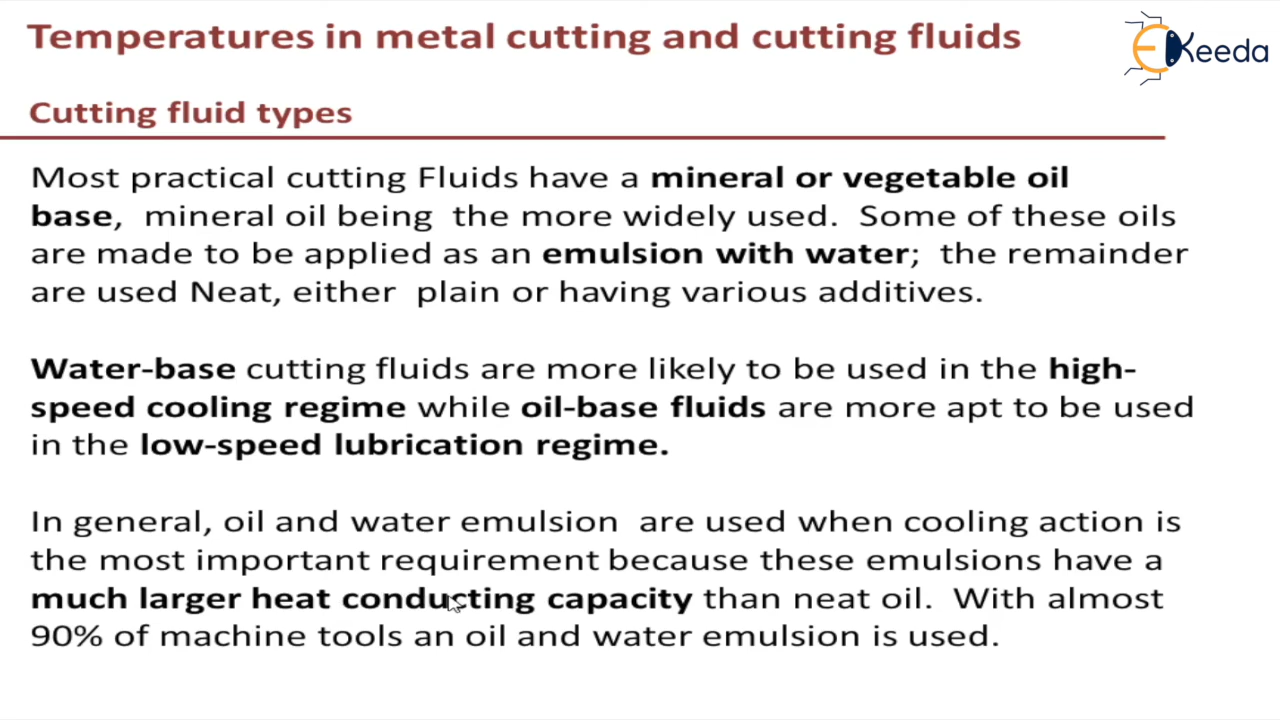 Temperatures in metal cutting and cutting fluids
EKeeda
Cutting fluid types
Most practical cutting Fluids have a mineral or vegetable oil
base, mineral oil being the more widely used. Some of these oils
are made to be applied as an emulsion with water; the remainder
are used Neat, either plain or having various additives.
Water-base cutting fluids are more likely to be used in the high-
speed cooling regime while oil-base fluids are more apt to be used
in the low-speed lubrication regime.
In general, oil and water emulsion are used when cooling action is
the most important requirement because these emulsions have a
much larger heat conducting capacity than neat oil. With almost
90% of machine tools an oil and water emulsion is used.